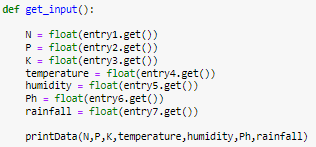 def get_input():
N = float(entry1.get())
P = float(entry2.get())
K = float(entry3.get())
temperature = float(entry4.get())
humidity = float(entry5.get())
Ph = float(entry6.get())
rainfall = float(entry7.get())
printData(N,P,K,temperature,humidity,Ph,rainfall)